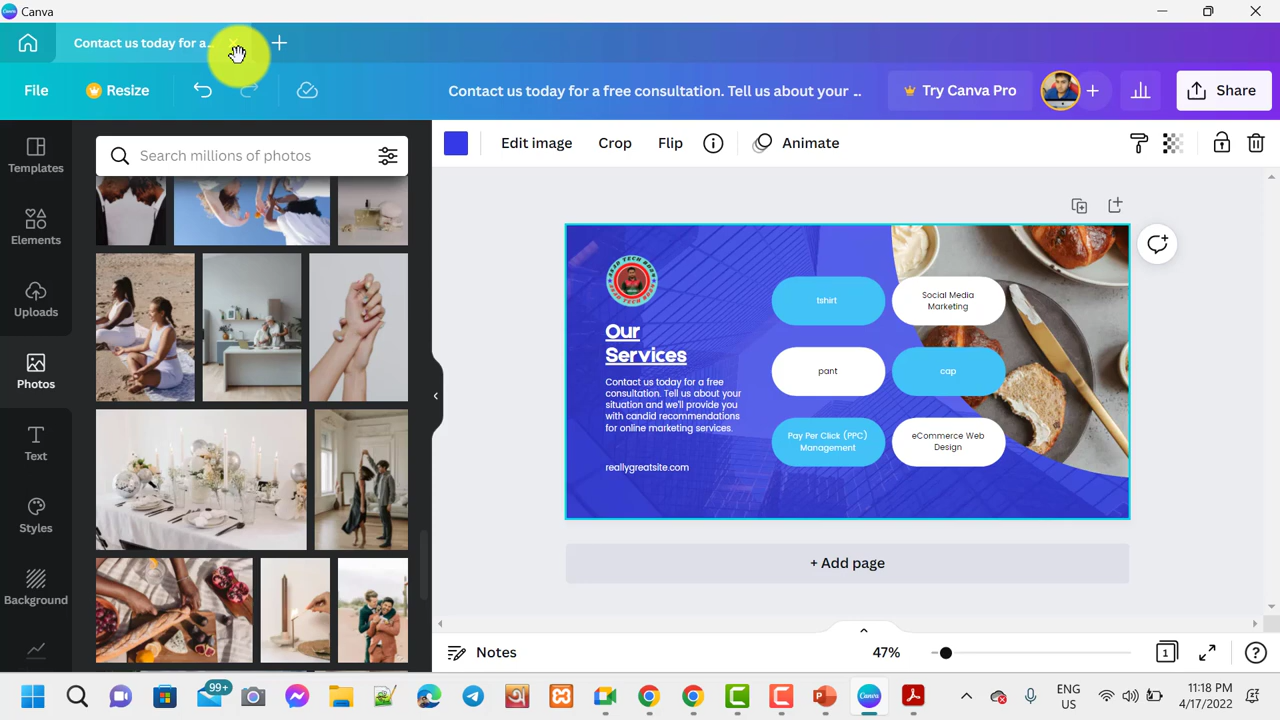 Canva
Contact us today for a...
File
Resize
Contact us today for a free consultation. Tell us about your ...
Try Canva Pro
Share
Templates
Elements
Uploads
Photos
Text
Styles
Background
Search millions of photos
Edit image
Crop
Flip
Animate
Our
Services
Contact us today for a free
consultation. Tell us about your
situation and we'll provide you
with candid recommendations
for online marketing services.
reallygreatsite.com
tshirt
Social Media
Marketing
pant
cap
Pay Per Click (PPC)
Management
eCommerce Web
Design
+ Add page
Notes
47%
1
99+
ENG
US
11:18 PM
4/17/2022